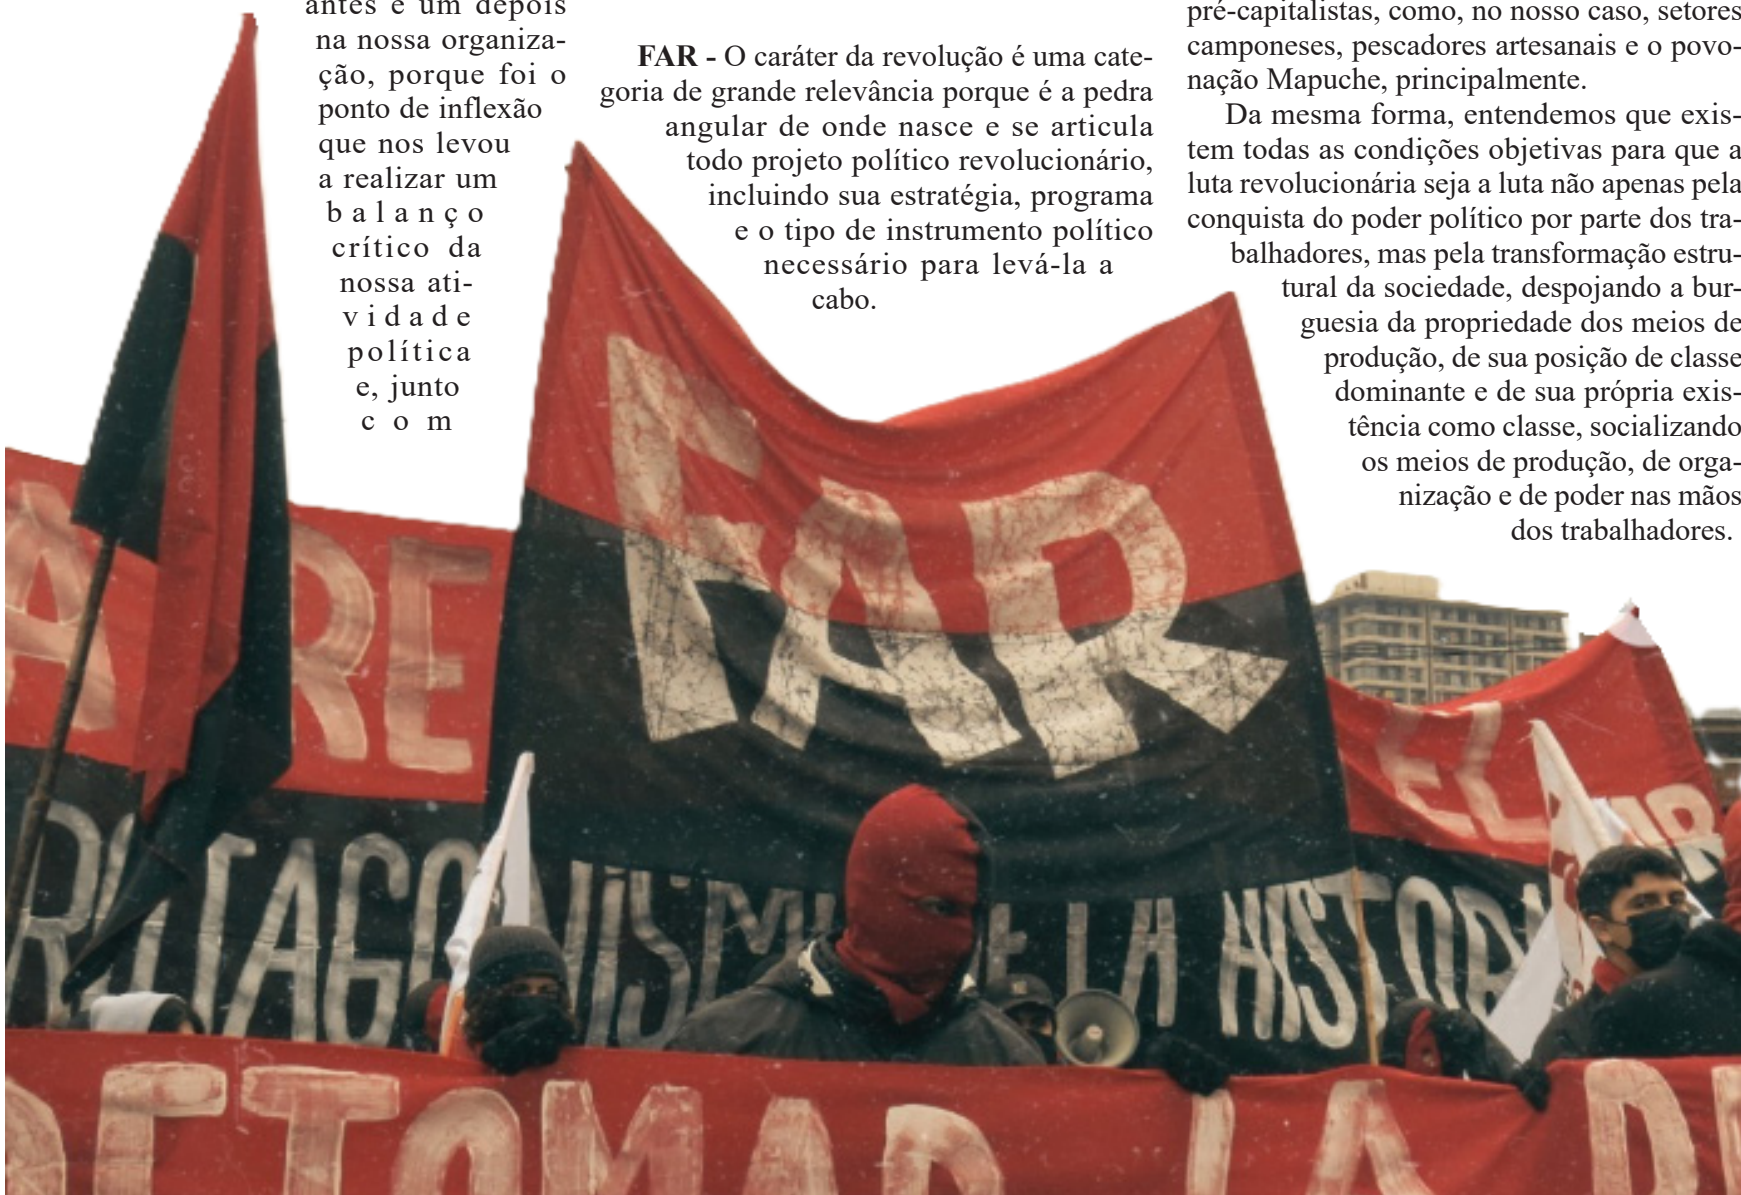 antes e um depois
na nossa organiza-
ção, porque foi o
ponto de inflexão
que nos levou
a realizar um
balanço
crítico da
nossa ati-
vidade
política
e, junto
com
FAR - O caráter da revolução é uma cate-
goria de grande relevância porque é a pedra
angular de onde nasce e se articula
todo projeto político revolucionário,
incluindo sua estratégia, programa
e o tipo de instrumento político
necessário para levá-la a
cabo.
pré-capitalistas, como, no nosso caso, setores
camponeses, pescadores artesanais e o povo-
nação Mapuche, principalmente.
Da mesma forma, entendemos que exis-
tem todas as condições objetivas para que a
luta revolucionária seja a luta não apenas pela
conquista do poder político por parte dos tra-
balhadores, mas pela transformação estru-
tural da sociedade, despojando a bur-
guesia da propriedade dos meios de
produção, de sua posição de classe
dominante e de sua própria exis-
tência como classe, socializando
os meios de produção, de orga-
nização e de poder nas mãos
dos trabalhadores.
FAR
A RE
EL
PROTAGONISMO DE LA HISTORIA
RETOMAR LA